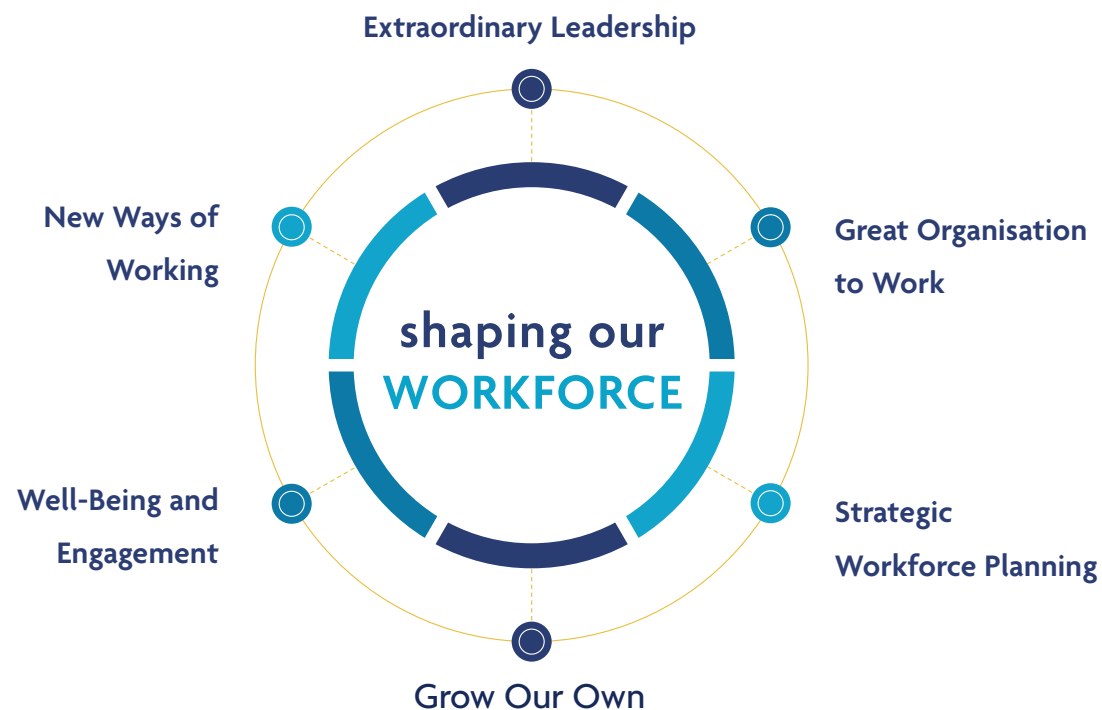 Extraordinary Leadership
New Ways of
Working
Great Organisation
to Work
shaping our
WORKFORCE
Well-Being and
Engagement
Strategic
Workforce Planning
Grow Our Own